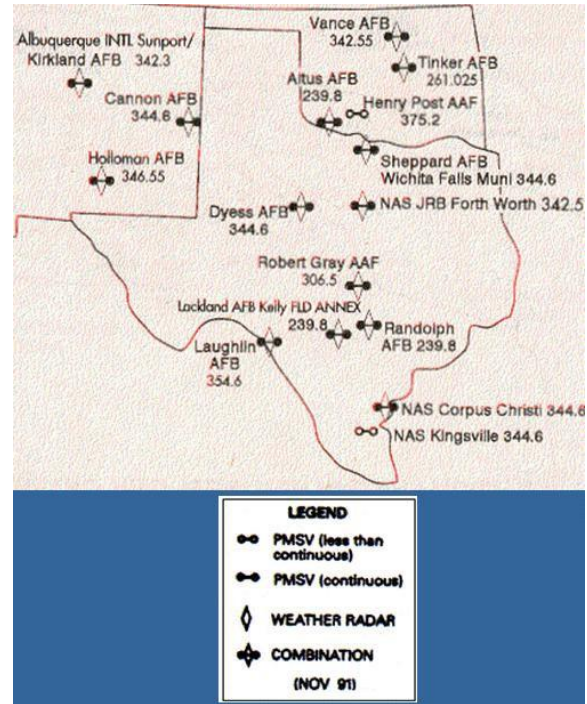 Vance AFB
342.55
Albuquerque INTL Sunport/
Kirkland AFB 342.3
Tinker AFB
261.025
Altus AFB
239.8
Henry Post AAF
375.2
Cannon AFB
344.6
Sheppard AFB
Wichita Falls Muni 344.6
Holloman AFB
346.55
Dyess AFB
344.6
NAS JRB Forth Worth 342.5
Robert Gray AAF
306.5
Lackland AFB Kelly FLD ANNEX
239.8
Randolph
AFB 239.8
Laughlin
AFB
354.6
NAS Corpus Christi 344.6
NAS Kingsville 344.6
LEGEND
PMSV (less than
continuous)
PMSV (continuous)
WEATHER RADAR
COMBINATION
(NOV 91)